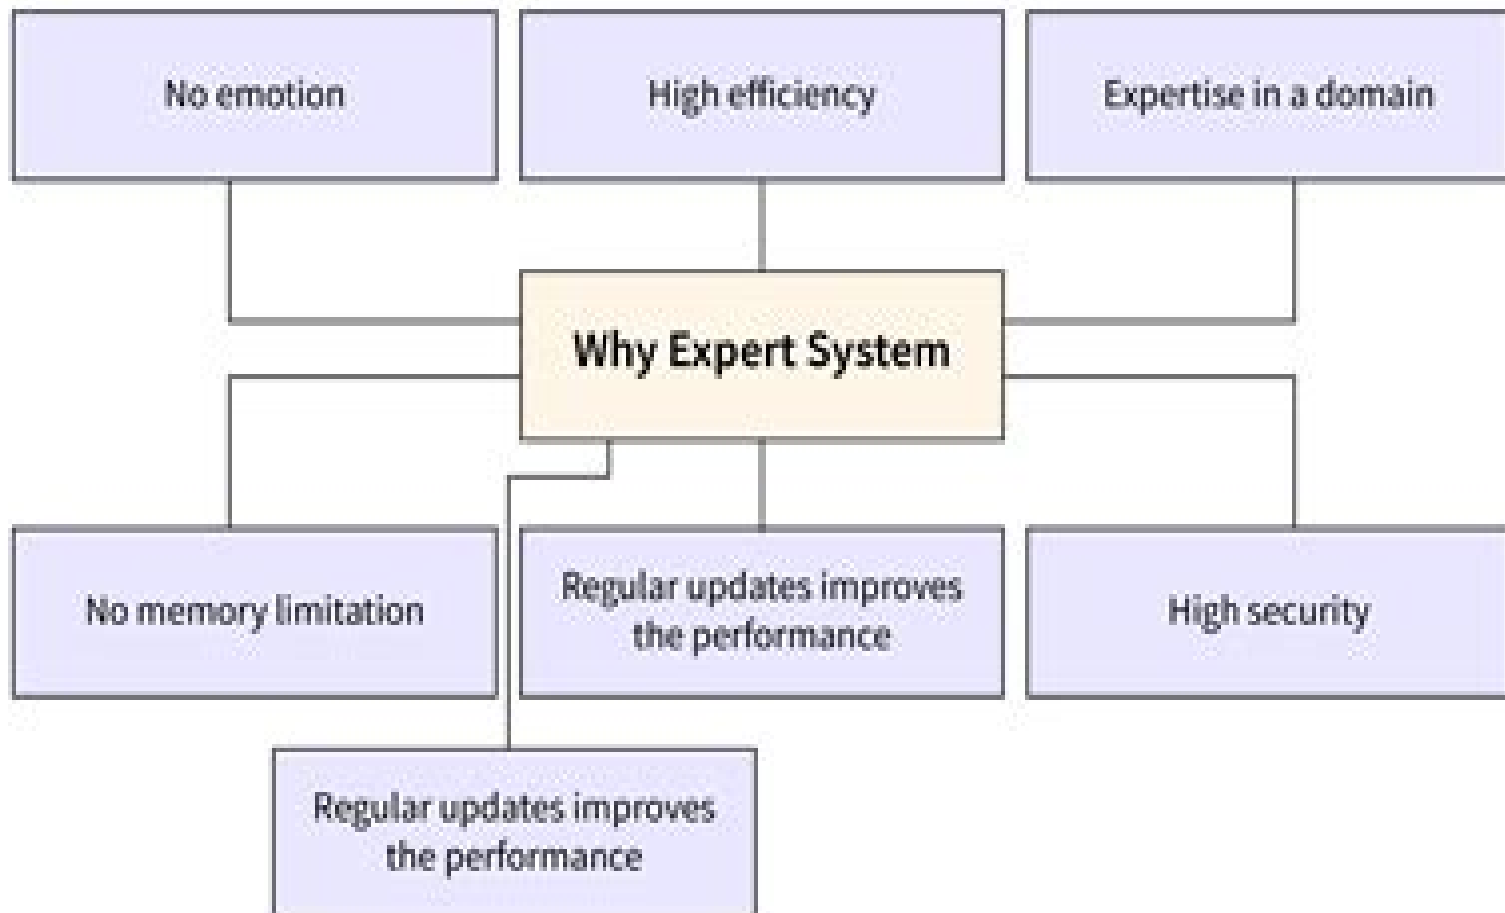 No emotion
High efficiency
Expertise in a domain
Why Expert System
No memory limitation
Regular updates improves
the performance
High security
Regular updates improves
the performance